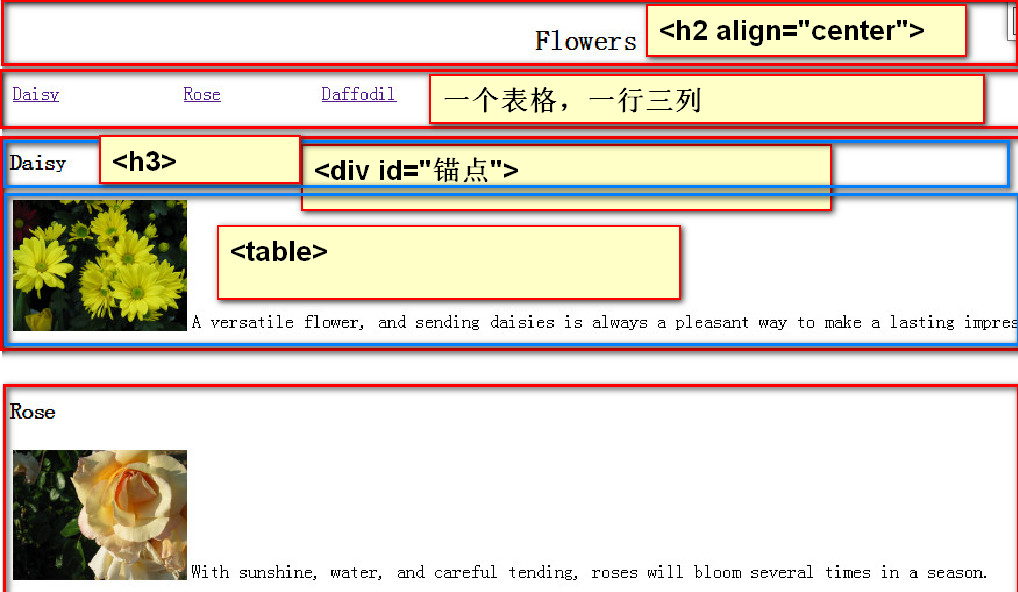 Flowers <h2 align="center">
Daisy Rose Daffodil 一个表格，一行三列
Daisy <h3> <div id="锚点">
<table>
A versatile flower, and sending daisies is always a pleasant way to make a lasting impres
Rose
With sunshine, water, and careful tending, roses will bloom several times in a season.